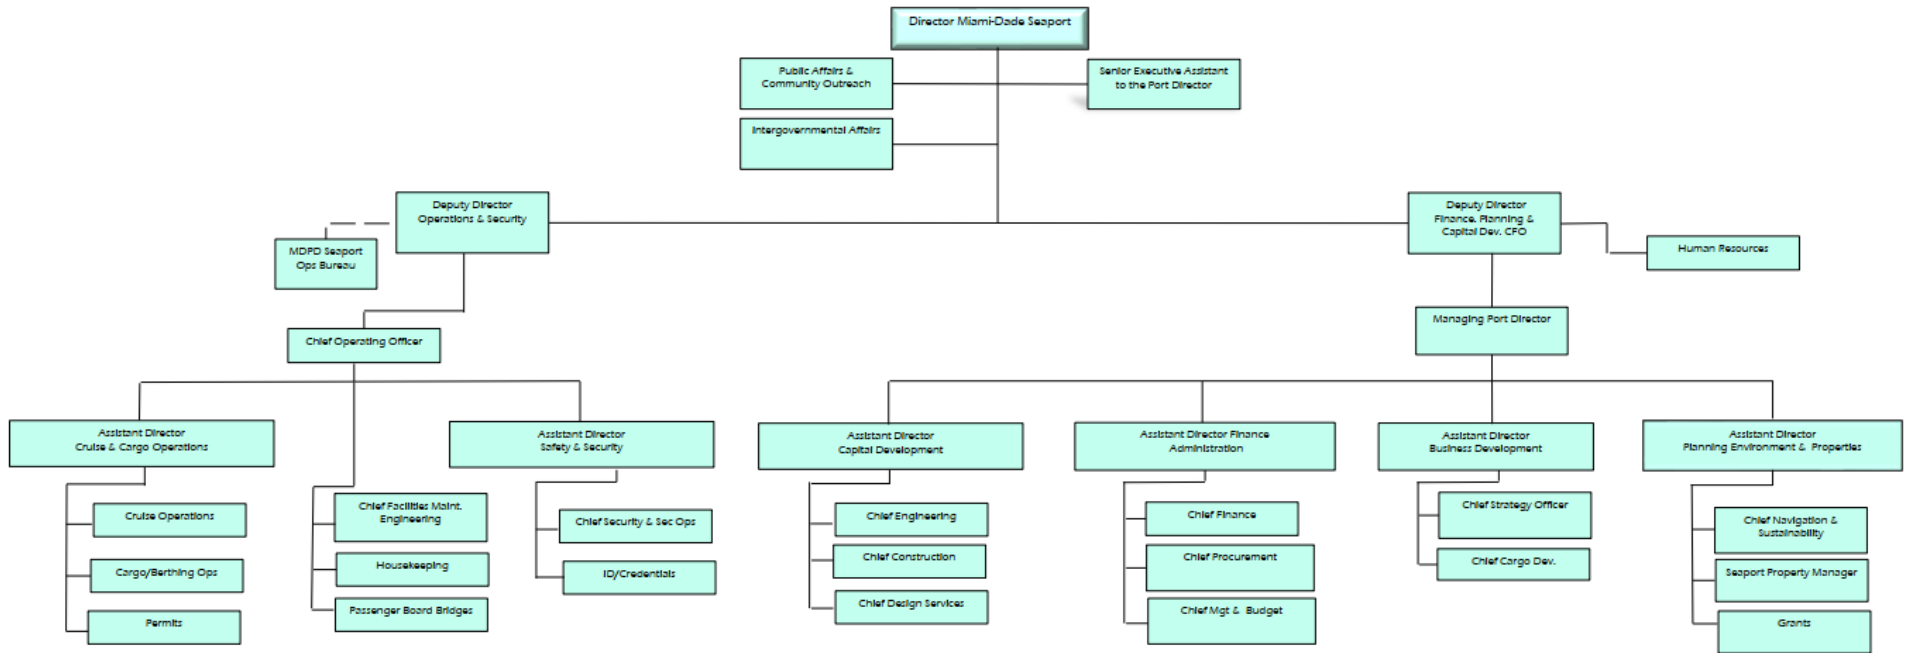 Director Miami-Dade Seaport
Public Affairs &
Community Outreach
Senior Executive Assistant
to the Port Director
Intergovernmental Affairs
Deputy Director
Operations & Security
Deputy Director
Finance, Planning &
Capital Dev. CFO
MDPD Seaport
Ops Bureau
Human Resources
Chief Operating Officer
Managing Port Director
Assistant Director
Cruise & Cargo Operations
Assistant Director
Safety & Security
Assistant Director
Capital Development
Assistant Director Finance
Administration
Assistant Director
Business Development
Assistant Director
Planning Environment & Properties
Cruise Operations
Cargo/Berthing Ops
Permits
Chief Facilities Maint.
Engineering
Housekeeping
Passenger Board Bridges
Chief Security & Sec Ops
ID/Credentials
Chief Engineering
Chief Construction
Chief Design Services
Chief Finance
Chief Procurement
Chief Mgt & Budget
Chief Strategy Officer
Chief Cargo Dev.
Chief Navigation &
Sustainability
Seaport Property Manager
Grants